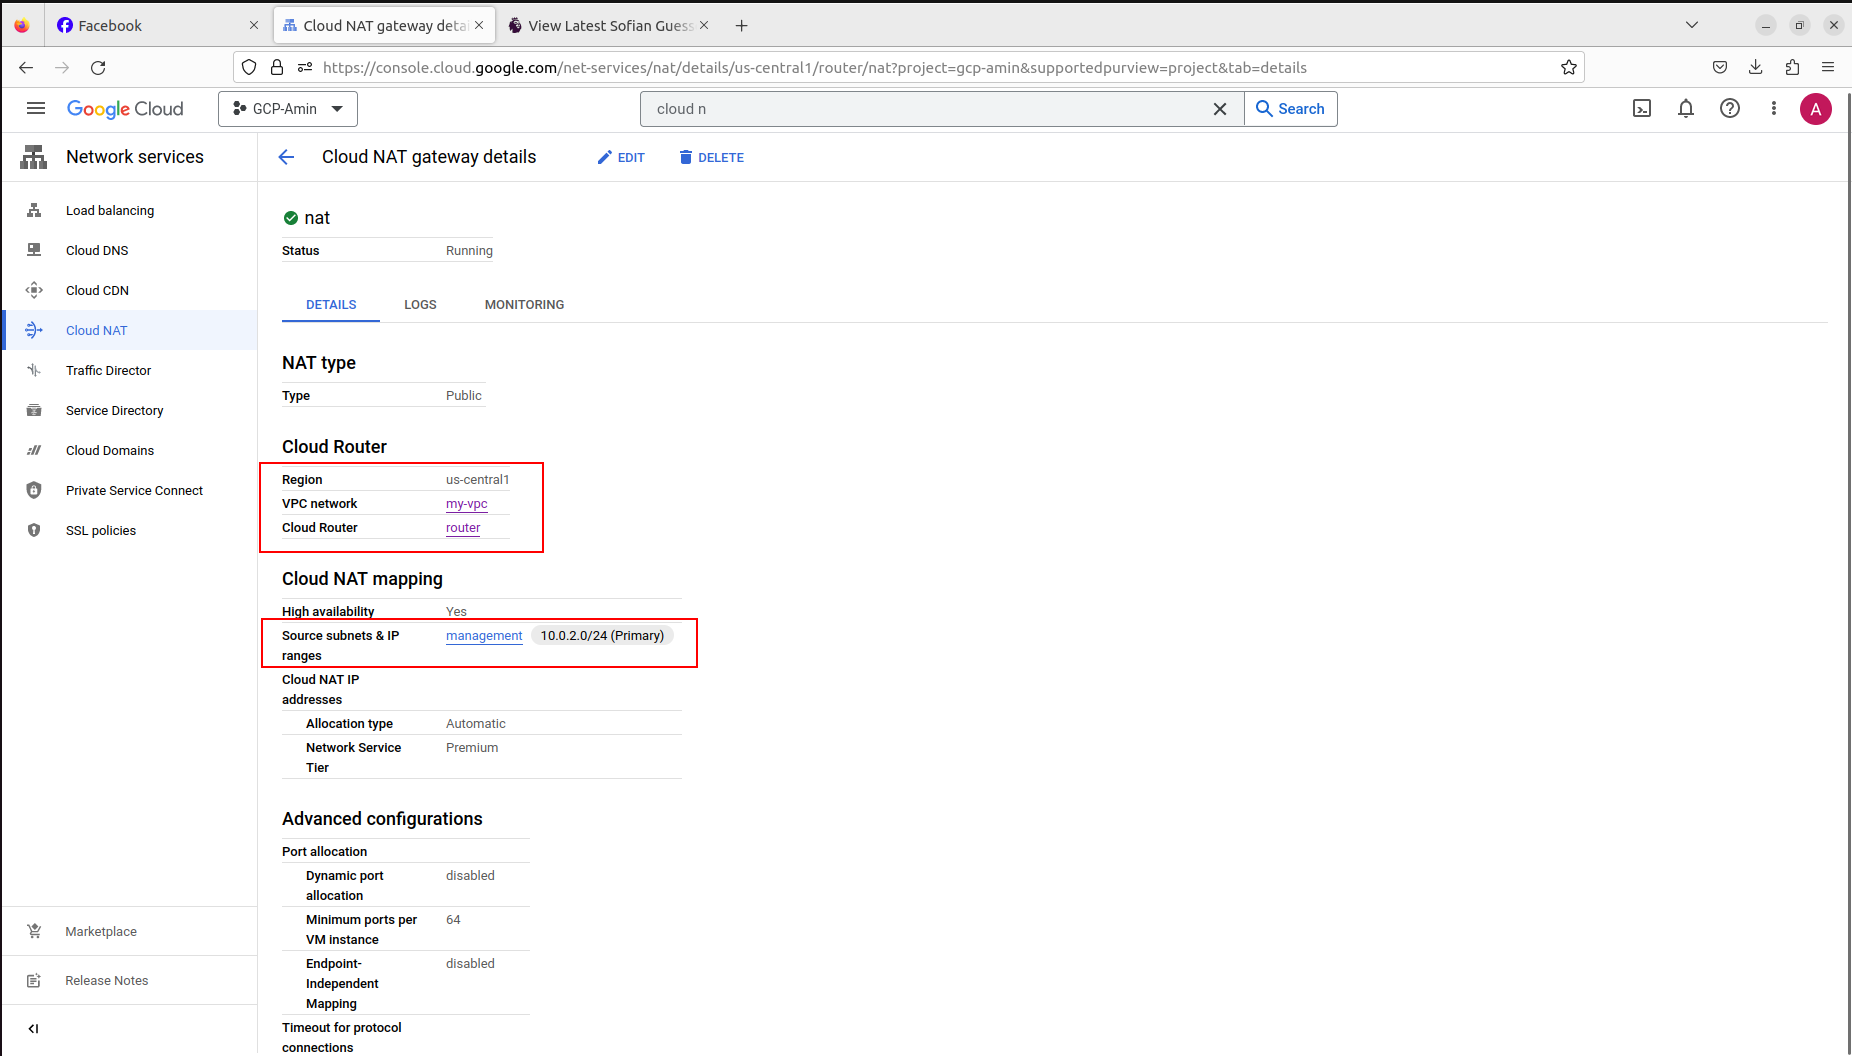 Facebook
Cloud NAT gateway deta
View Latest Sofian Guess
https://console.cloud.google.com/net-services/nat/details/us-central1/router/nat?project=gcp-amin&supportedpurview=project&tab=details
Google Cloud
GCP-Amin
cloud n
Search
A
Network services
Cloud NAT gateway details
EDIT
DELETE
Load balancing
Cloud DNS
Cloud CDN
Cloud NAT
Traffic Director
Service Directory
Cloud Domains
Private Service Connect
SSL policies
Marketplace
Release Notes
nat
Status Running
DETAILS LOGS MONITORING
NAT type
Type Public
Cloud Router
Region us-central1
VPC network my-vpc
Cloud Router router
Cloud NAT mapping
High availability Yes
Source subnets & IP management 10.0.2.0/24 (Primary)
ranges
Cloud NAT IP
addresses
Allocation type Automatic
Network Service Premium
Tier
Advanced configurations
Port allocation
Dynamic port disabled
allocation
Minimum ports per 64
VM instance
Endpoint- disabled
Independent
Mapping
Timeout for protocol
connections